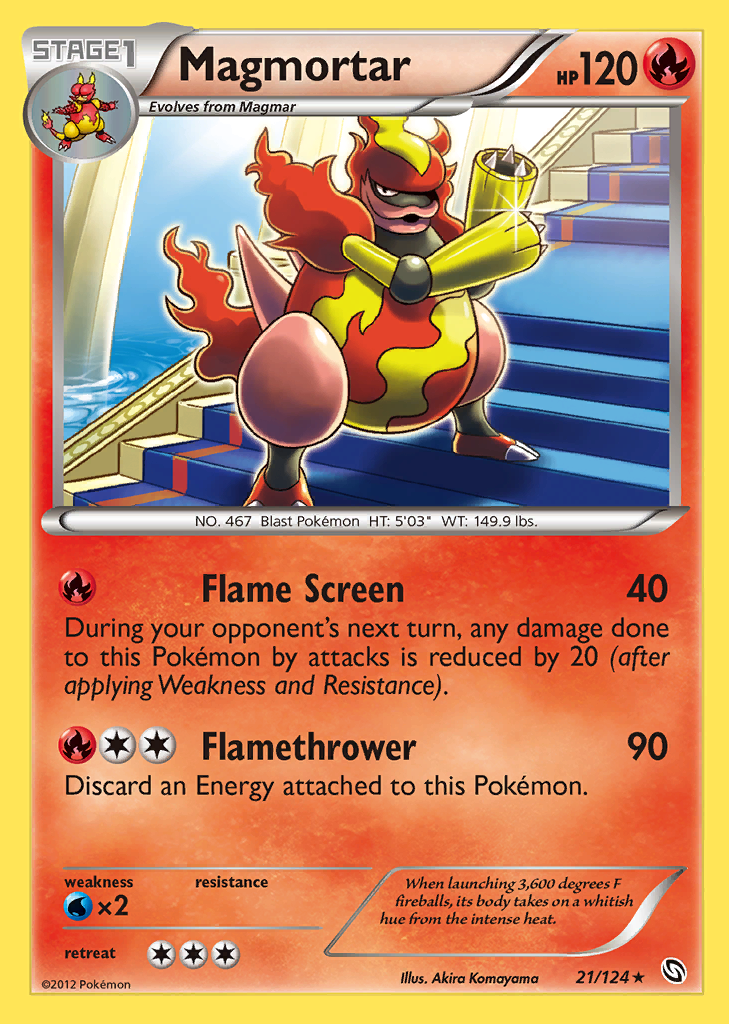 STAGE1
Magmortar
HP120
Evolves from Magmar
NO. 467 Blast Pokémon HT: 5'03" WT: 149.9 lbs.
Flame Screen 40
During your opponent's next turn, any damage done
to this Pokémon by attacks is reduced by 20 (after
applying Weakness and Resistance).
Flamethrower 90
Discard an Energy attached to this Pokémon.
weakness resistance
×2
retreat
When launching 3,600 degrees F
fireballs, its body takes on a whitish
hue from the intense heat.
©2012 Pokémon Illus. Akira Komayama 21/124 ★